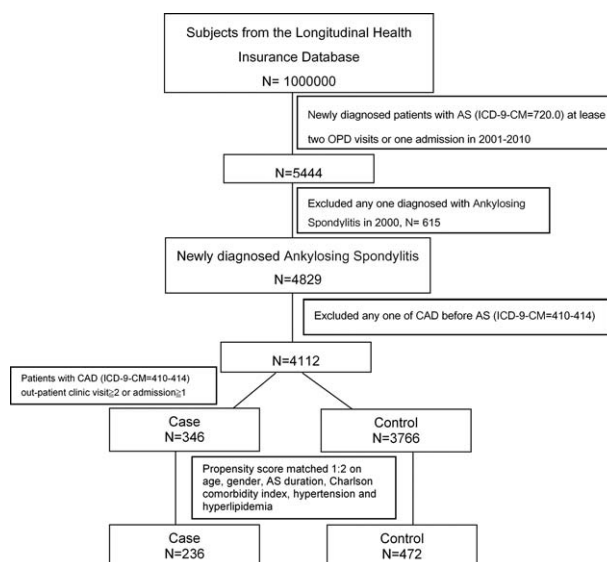 Subjects from the Longitudinal Health
Insurance Database
N= 1000000
Newly diagnosed patients with AS (ICD-9-CM=720.0) at lease
two OPD visits or one admission in 2001-2010
N=5444
Excluded any one diagnosed with Ankylosing
Spondylitis in 2000, N= 615
Newly diagnosed Ankylosing Spondylitis
N=4829
Excluded any one of CAD before AS (ICD-9-CM=410-414)
N=4112
Patients with CAD (ICD-9-CM=410-414)
out-patient clinic visit≧2 or admission≧1
Case
N=346
Control
N=3766
Propensity score matched 1:2 on
age, gender, AS duration, Charlson
comorbidity index, hypertension and
hyperlipidemia
Case
N=236
Control
N=472